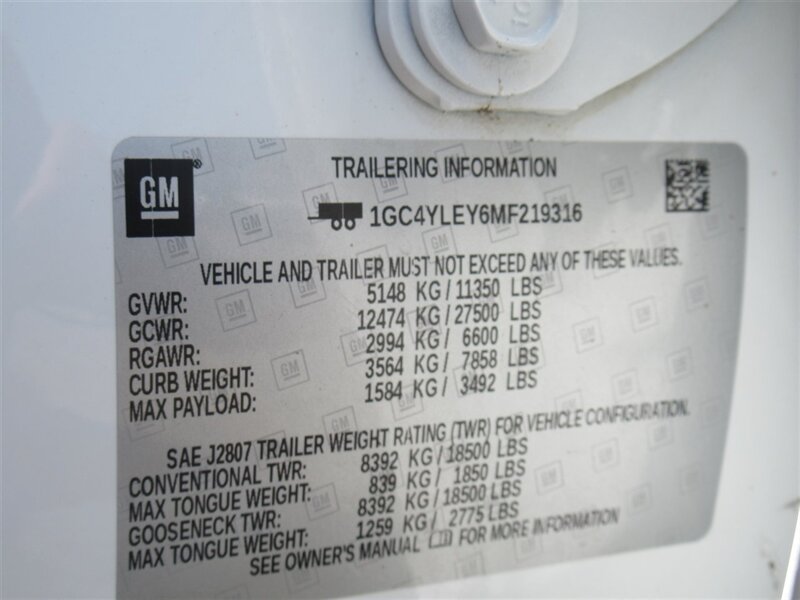 GM®
TRAILERING INFORMATION
1GC4YLEY6MF219316
VEHICLE AND TRAILER MUST NOT EXCEED ANY OF THESE VALUES.
GVWR: 5148 KG / 11350 LBS
GCWR: 12474 KG / 27500 LBS
RGAWR: 2994 KG / 6600 LBS
CURB WEIGHT: 3564 KG / 7858 LBS
MAX PAYLOAD: 1584 KG / 3492 LBS
SAE J2807 TRAILER WEIGHT RATING (TWR) FOR VEHICLE CONFIGURATION.
CONVENTIONAL TWR: 8392 KG / 18500 LBS
MAX TONGUE WEIGHT: 839 KG / 1850 LBS
GOOSENECK TWR: 8392 KG / 18500 LBS
MAX TONGUE WEIGHT: 1259 KG / 2775 LBS
SEE OWNER'S MANUAL FOR MORE INFORMATION